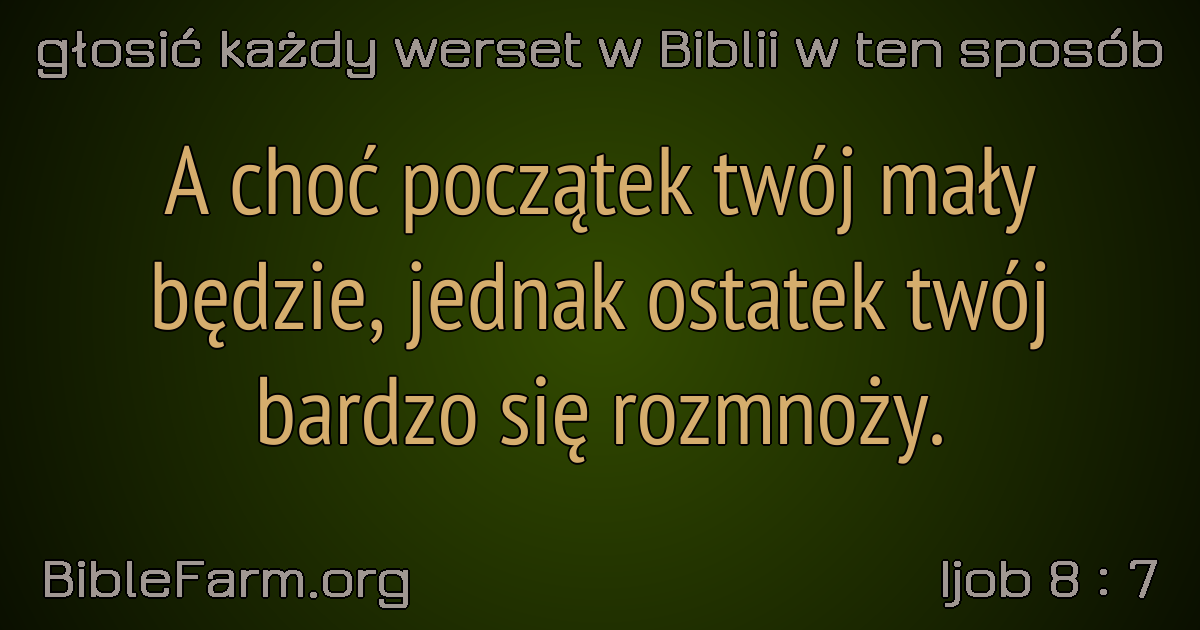 głosić każdy werset w Biblii w ten sposób
A choć początek twój mały
będzie, jednak ostatek twój
bardzo się rozmnoży.
BibleFarm.org
Ijob 8 : 7